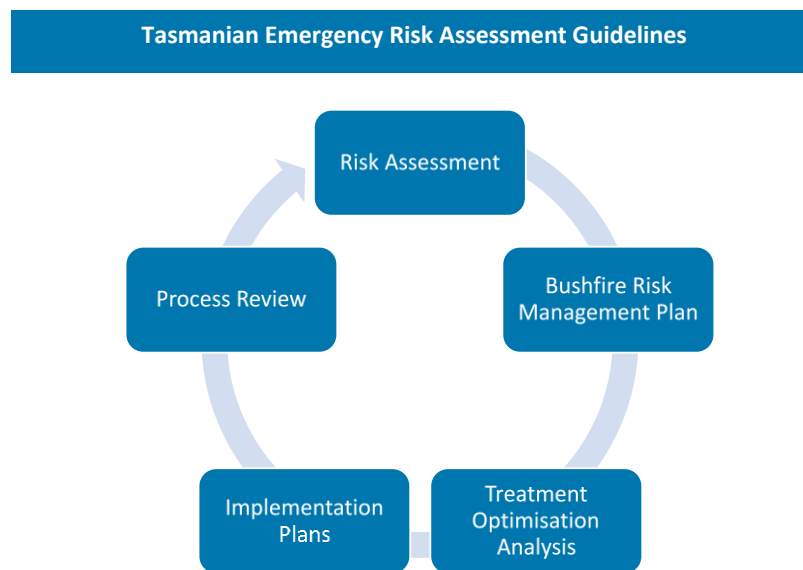 Tasmanian Emergency Risk Assessment Guidelines
Risk Assessment
Bushfire Risk
Management Plan
Treatment
Optimisation
Analysis
Implementation
Plans
Process Review